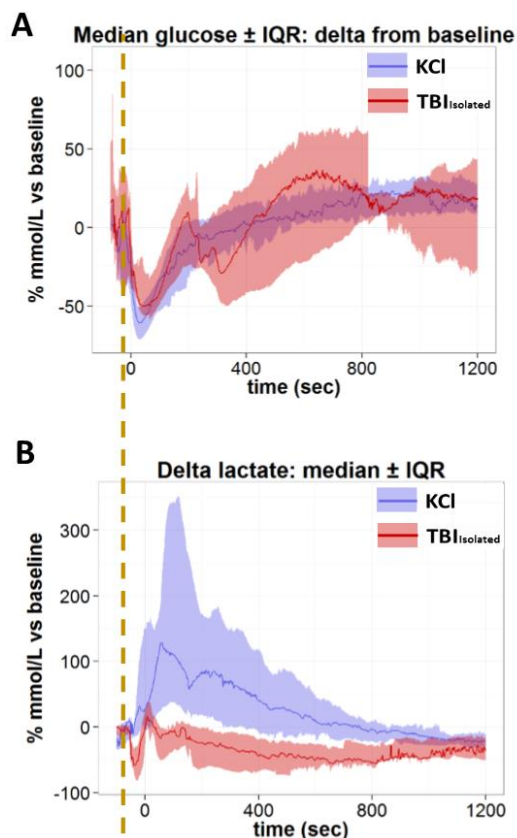 A
Median glucose ± IQR: delta from baseline
KCl
TBIIsolated
% mmol/L vs baseline
100
50
0
-50
0 400 800 1200
time (sec)
B
Delta lactate: median ± IQR
KCl
TBIIsolated
% mmol/L vs baseline
300
200
100
0
-100
0 400 800 1200
time (sec)